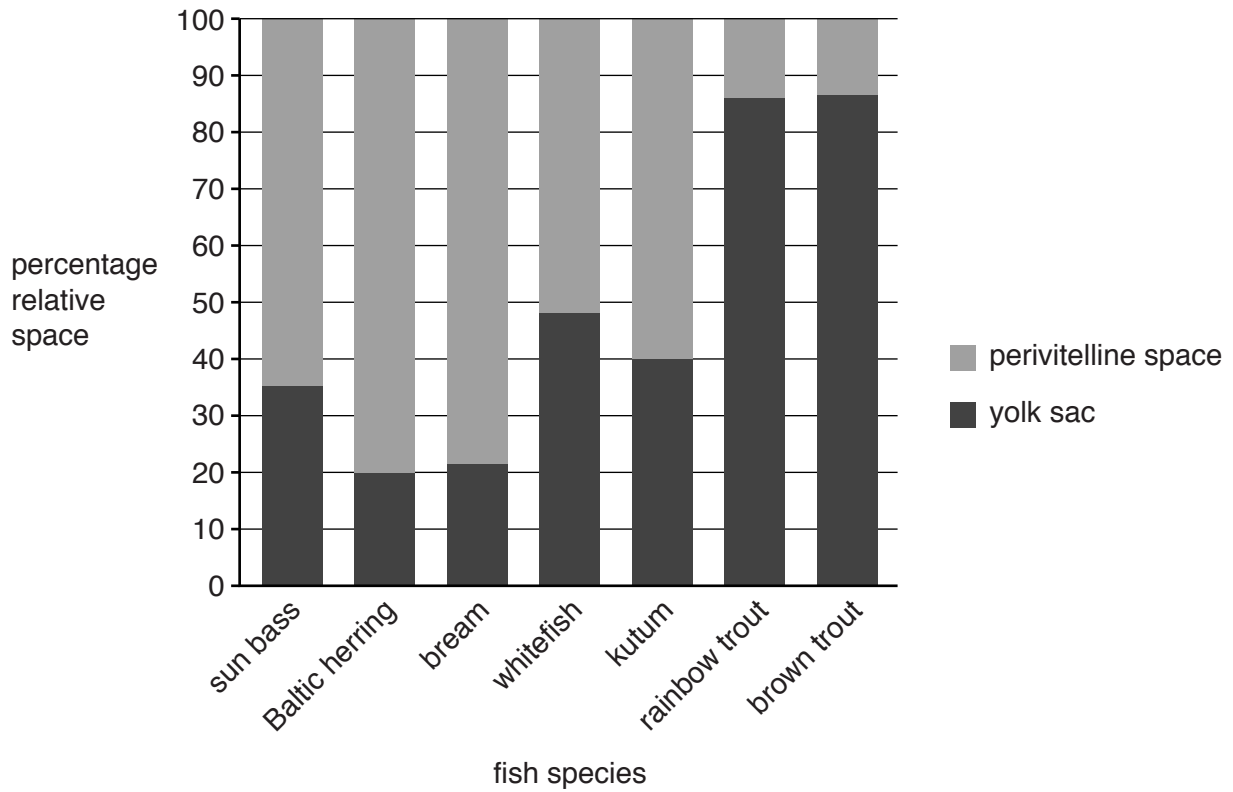 100
90
80
70
60
50
40
30
20
10
0
percentage
relative
space
perivitelline space
yolk sac
sun bass
Baltic herring
bream
whitefish
kutum
rainbow trout
brown trout
fish species